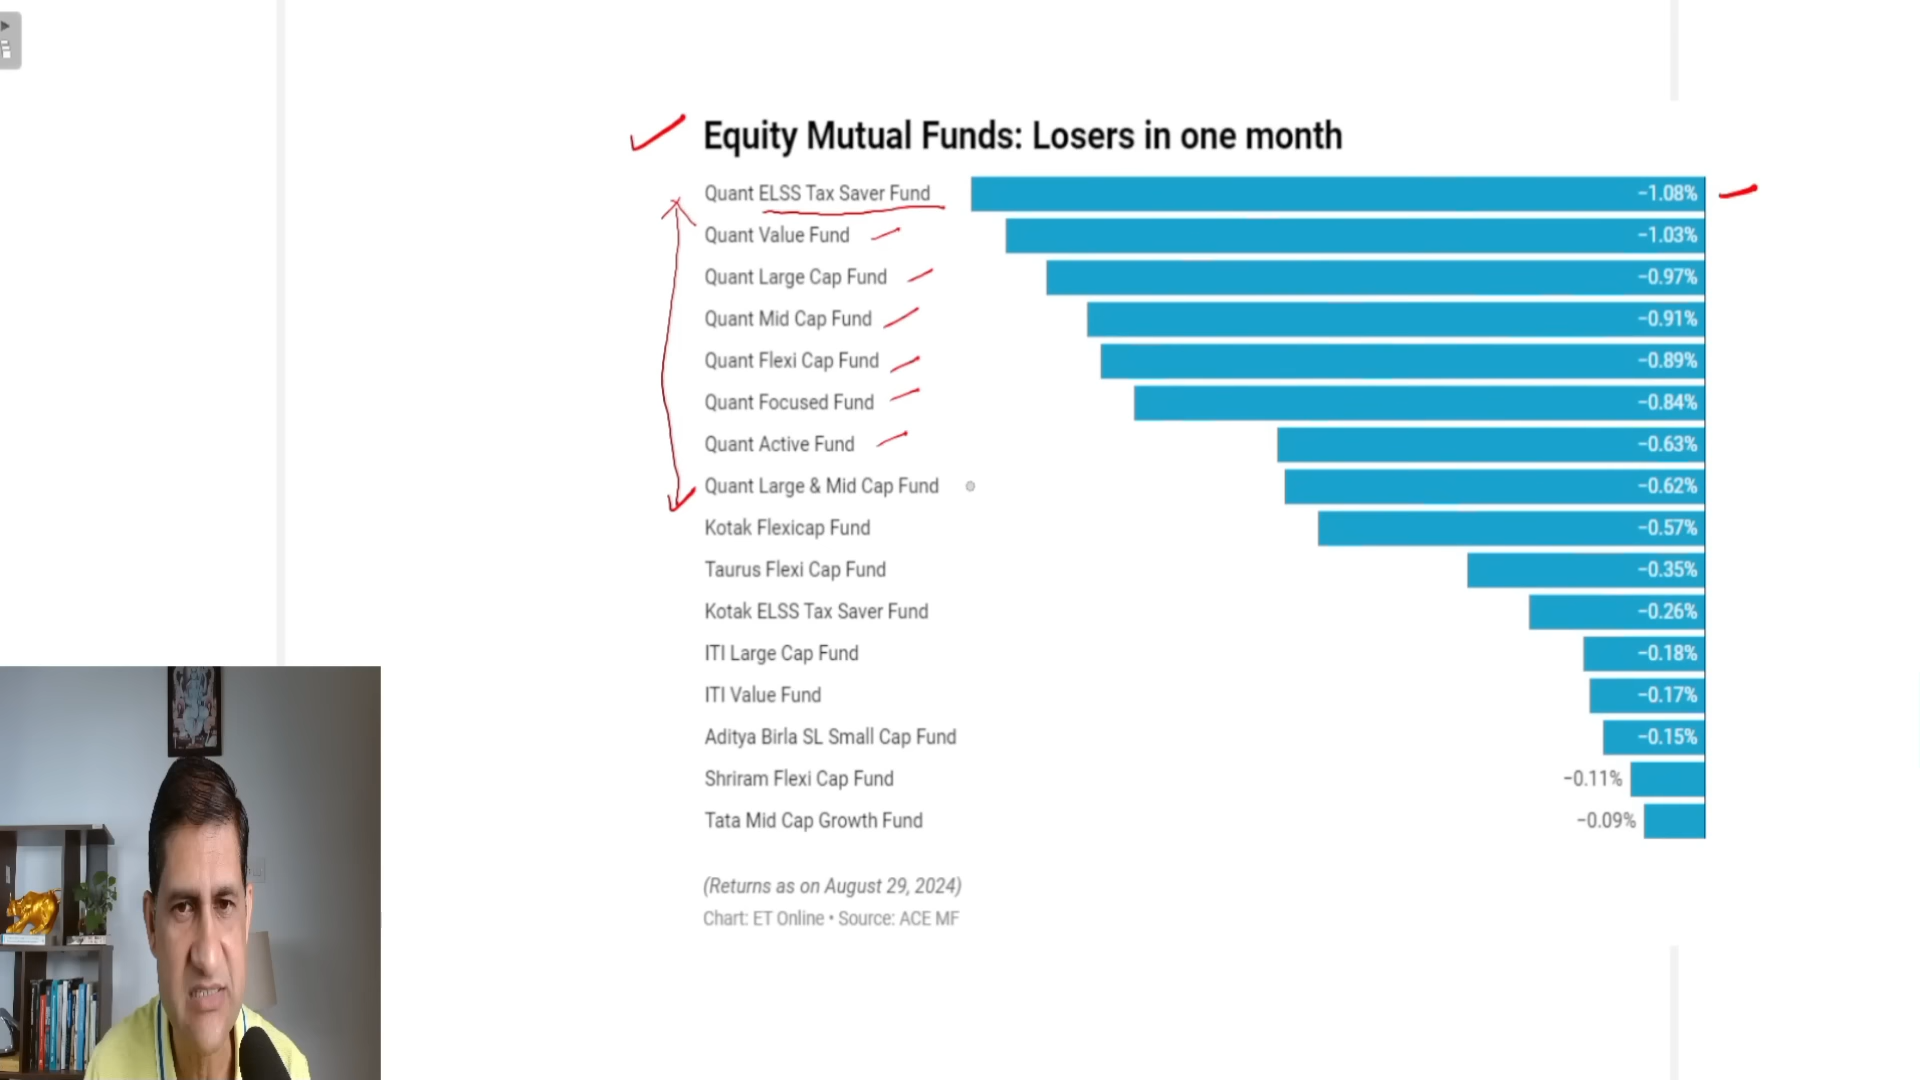 Equity Mutual Funds: Losers in one month
Quant ELSS Tax Saver Fund −1.08%
Quant Value Fund −1.03%
Quant Large Cap Fund −0.97%
Quant Mid Cap Fund −0.91%
Quant Flexi Cap Fund −0.89%
Quant Focused Fund −0.84%
Quant Active Fund −0.63%
Quant Large & Mid Cap Fund −0.62%
Kotak Flexicap Fund −0.57%
Taurus Flexi Cap Fund −0.35%
Kotak ELSS Tax Saver Fund −0.26%
ITI Large Cap Fund −0.18%
ITI Value Fund −0.17%
Aditya Birla SL Small Cap Fund −0.15%
Shriram Flexi Cap Fund −0.11%
Tata Mid Cap Growth Fund −0.09%
(Returns as on August 29, 2024)
Chart: ET Online • Source: ACE MF